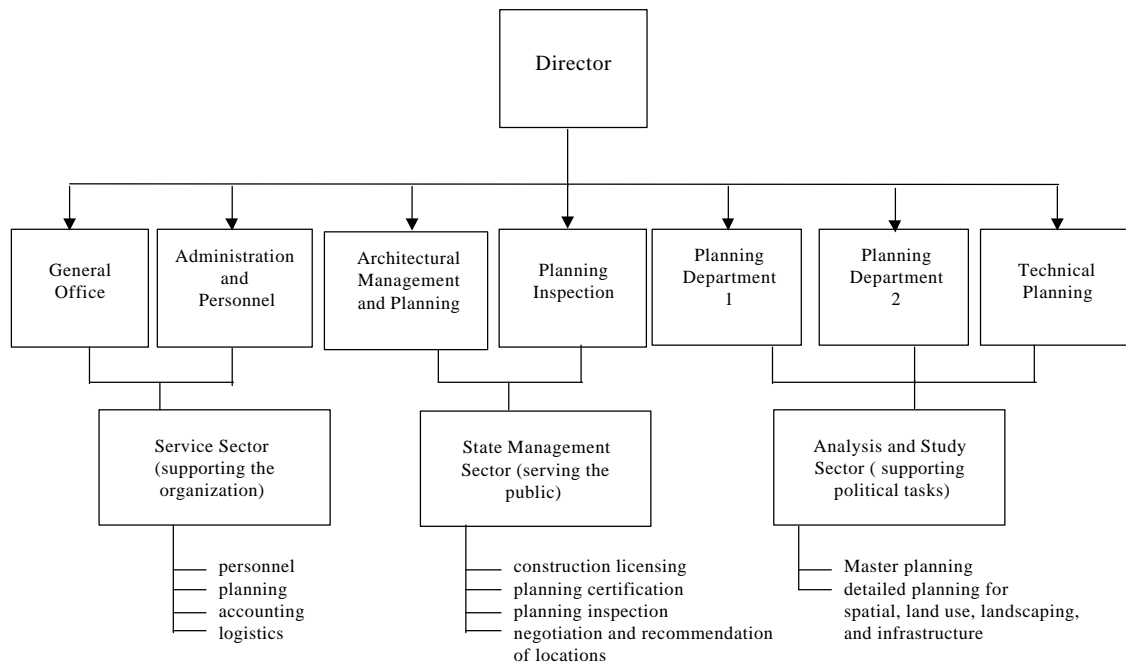 Director
General
Office
Administration
and
Personnel
Architectural
Management
and Planning
Planning
Inspection
Planning
Department
1
Planning
Department
2
Technical
Planning
Service Sector
(supporting the
organization)
State Management
Sector (serving the
public)
Analysis and Study
Sector ( supporting
political tasks)
personnel
planning
accounting
logistics
construction licensing
planning certification
planning inspection
negotiation and recommendation
of locations
Master planning
detailed planning for
spatial, land use, landscaping,
and infrastructure